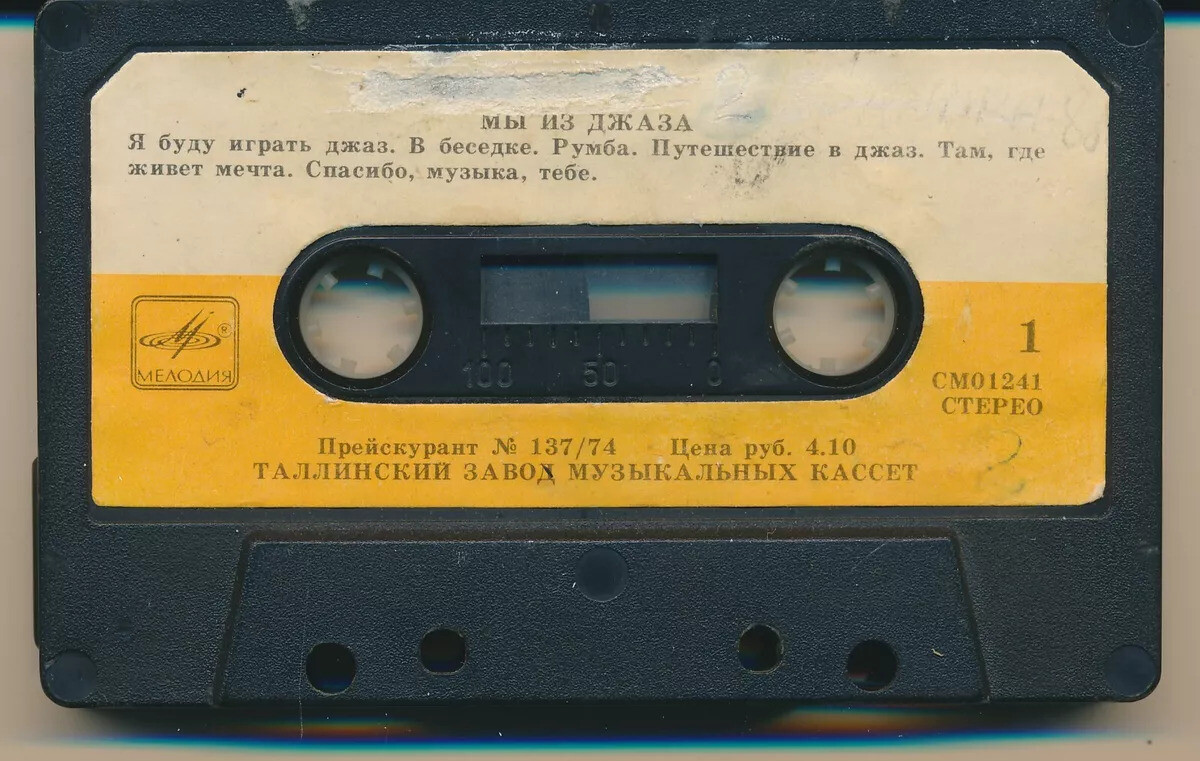 МЫ ИЗ ДЖАЗА
Я буду играть джаз. В беседке. Румба. Путешествие в джаз. Там, где
живет мечта. Спасибо, музыка, тебе.
®
МЕЛОДИЯ
100 50 0
1
СМ01241
СТЕРЕО
Прейскурант № 137/74 Цена руб. 4.10
ТАЛЛИНСКИЙ ЗАВОД МУЗЫКАЛЬНЫХ КАССЕТ